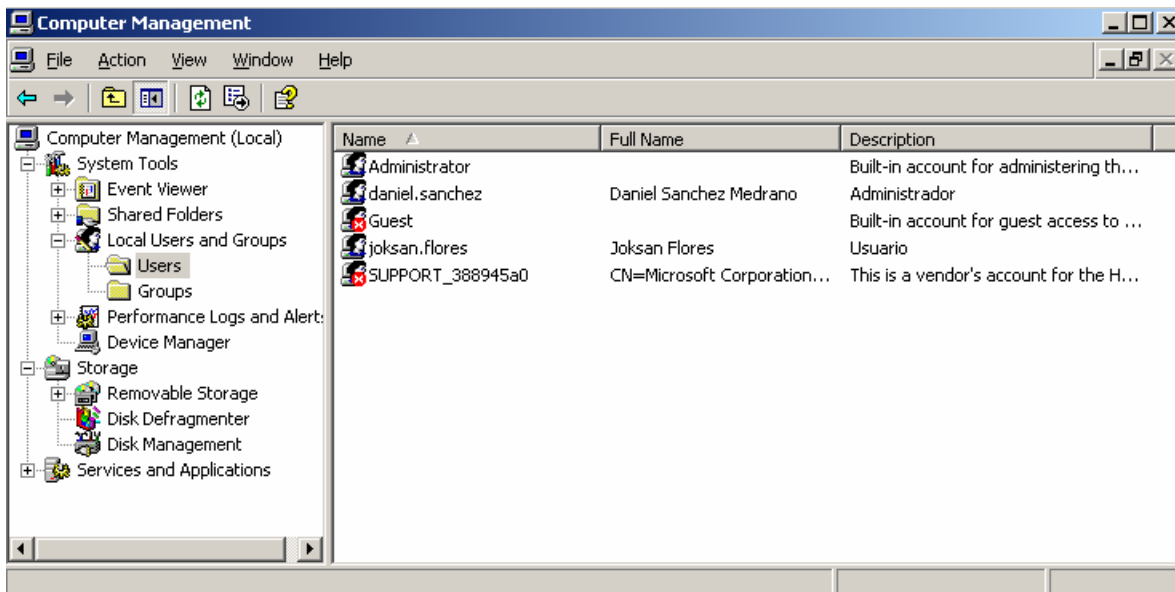 Computer Management
File Action View Window Help
Computer Management (Local)
System Tools
Event Viewer
Shared Folders
Local Users and Groups
Users
Groups
Performance Logs and Alert
Device Manager
Storage
Removable Storage
Disk Defragmenter
Disk Management
Services and Applications
Name Full Name Description
Administrator Built-in account for administering th...
daniel.sanchez Daniel Sanchez Medrano Administrador
Guest Built-in account for guest access to ...
joksan.flores Joksan Flores Usuario
SUPPORT_388945a0 CN=Microsoft Corporation... This is a vendor's account for the H...